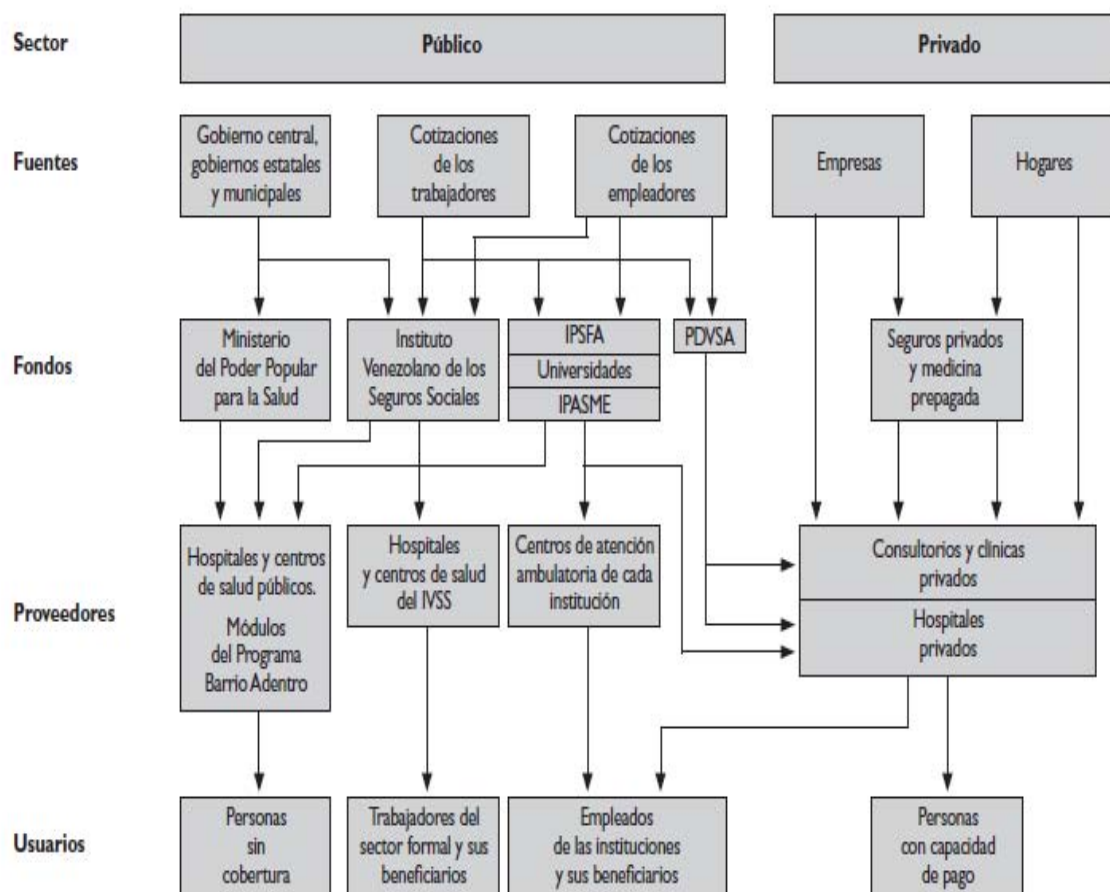 Sector
Público
Privado
Fuentes
Gobierno central,
gobiernos estatales
y municipales
Cotizaciones
de los
trabajadores
Cotizaciones
de los
empleadores
Empresas
Hogares
Fondos
Ministerio
del Poder Popular
para la Salud
Instituto
Venezolano de los
Seguros Sociales
IPSFA
Universidades
IPASME
PDVSA
Seguros privados
y medicina
prepagada
Proveedores
Hospitales y centros
de salud públicos.
Módulos
del Programa
Barrio Adentro
Hospitales
y centros de salud
del IVSS
Centros de atención
ambulatoria de cada
institución
Consultorios y clínicas
privados
Hospitales
privados
Usuarios
Personas
sin
cobertura
Trabajadores del
sector formal y sus
beneficiarios
Empleados
de las instituciones
y sus beneficiarios
Personas
con capacidad
de pago